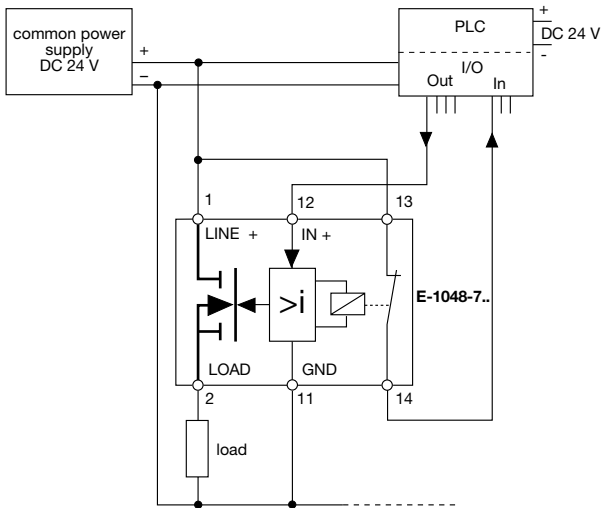 common power
supply
DC 24 V
+
−
PLC
+
DC 24 V
-
I/O
Out
In
1
12
13
LINE +
IN +
>i
E-1048-7..
LOAD
GND
2
11
14
load